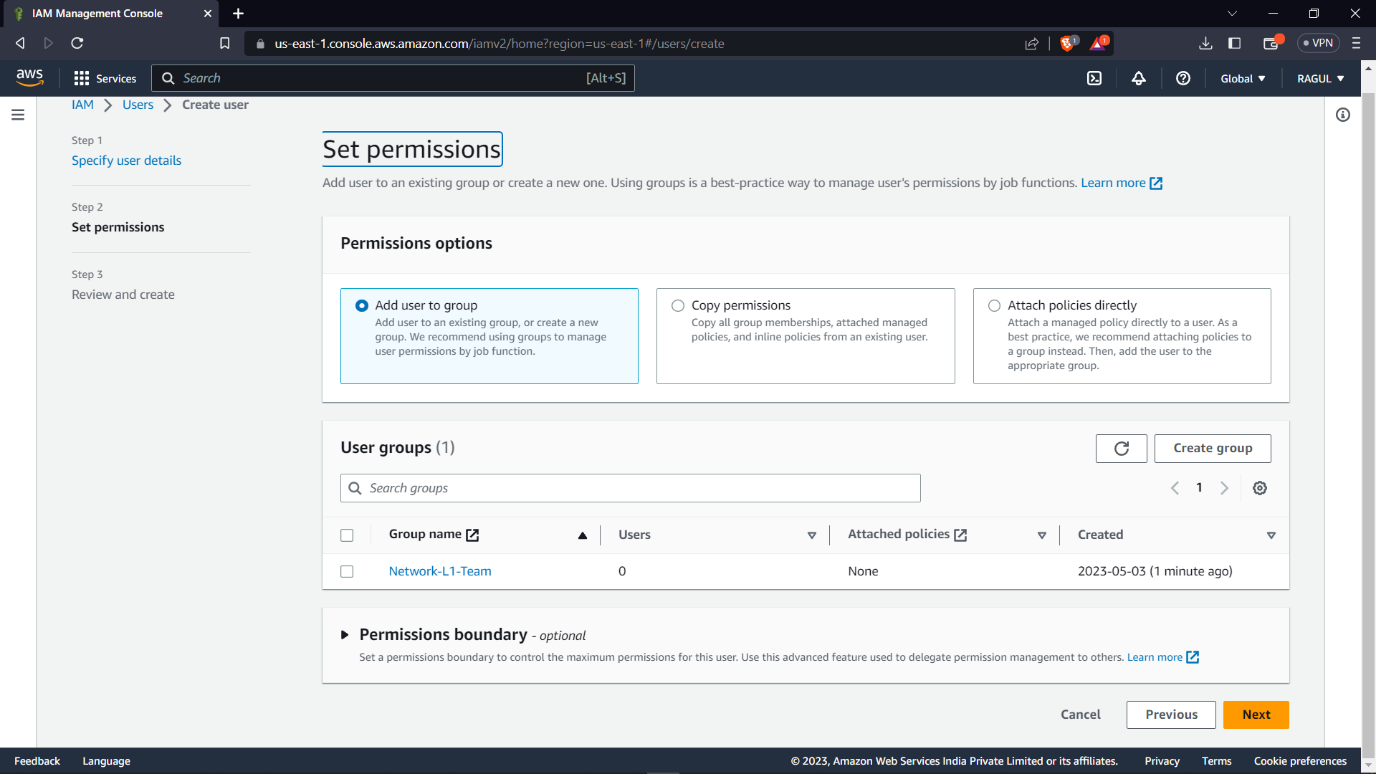 IAM Management Console
us-east-1.console.aws.amazon.com/iamv2/home?region=us-east-1#/users/create
1
1
VPN
aws
Services
Search
[Alt+S]
Global
RAGUL
IAM
Users
Create user
Step 1
Specify user details
Step 2
Set permissions
Step 3
Review and create
Set permissions
Add user to an existing group or create a new one. Using groups is a best-practice way to manage user's permissions by job functions. Learn more
Permissions options
Add user to group
Add user to an existing group, or create a new
group. We recommend using groups to manage
user permissions by job function.
Copy permissions
Copy all group memberships, attached managed
policies, and inline policies from an existing user.
Attach policies directly
Attach a managed policy directly to a user. As a
best practice, we recommend attaching policies to
a group instead. Then, add the user to the
appropriate group.
User groups (1)
Create group
Search groups
1
Group name
Users
Attached policies
Created
Network-L1-Team
0
None
2023-05-03 (1 minute ago)
Permissions boundary - optional
Set a permissions boundary to control the maximum permissions for this user. Use this advanced feature used to delegate permission management to others. Learn more
Cancel
Previous
Next
Feedback
Language
© 2023, Amazon Web Services India Private Limited or its affiliates.
Privacy
Terms
Cookie preferences